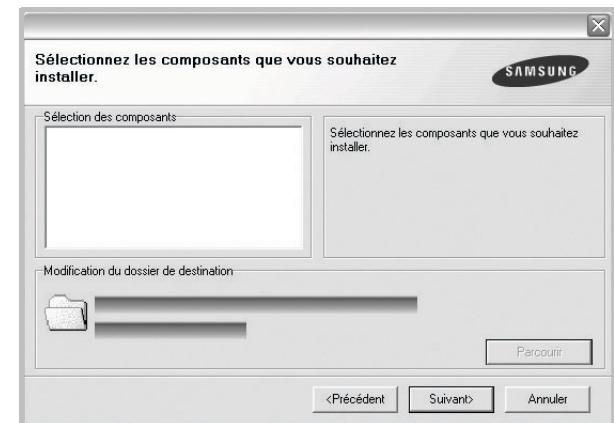 Sélectionnez les composants que vous souhaitez
installer.
SAMSUNG
Sélection des composants
Sélectionnez les composants que vous souhaitez
installer.
Modification du dossier de destination
Parcourir
<Précédent
Suivant>
Annuler